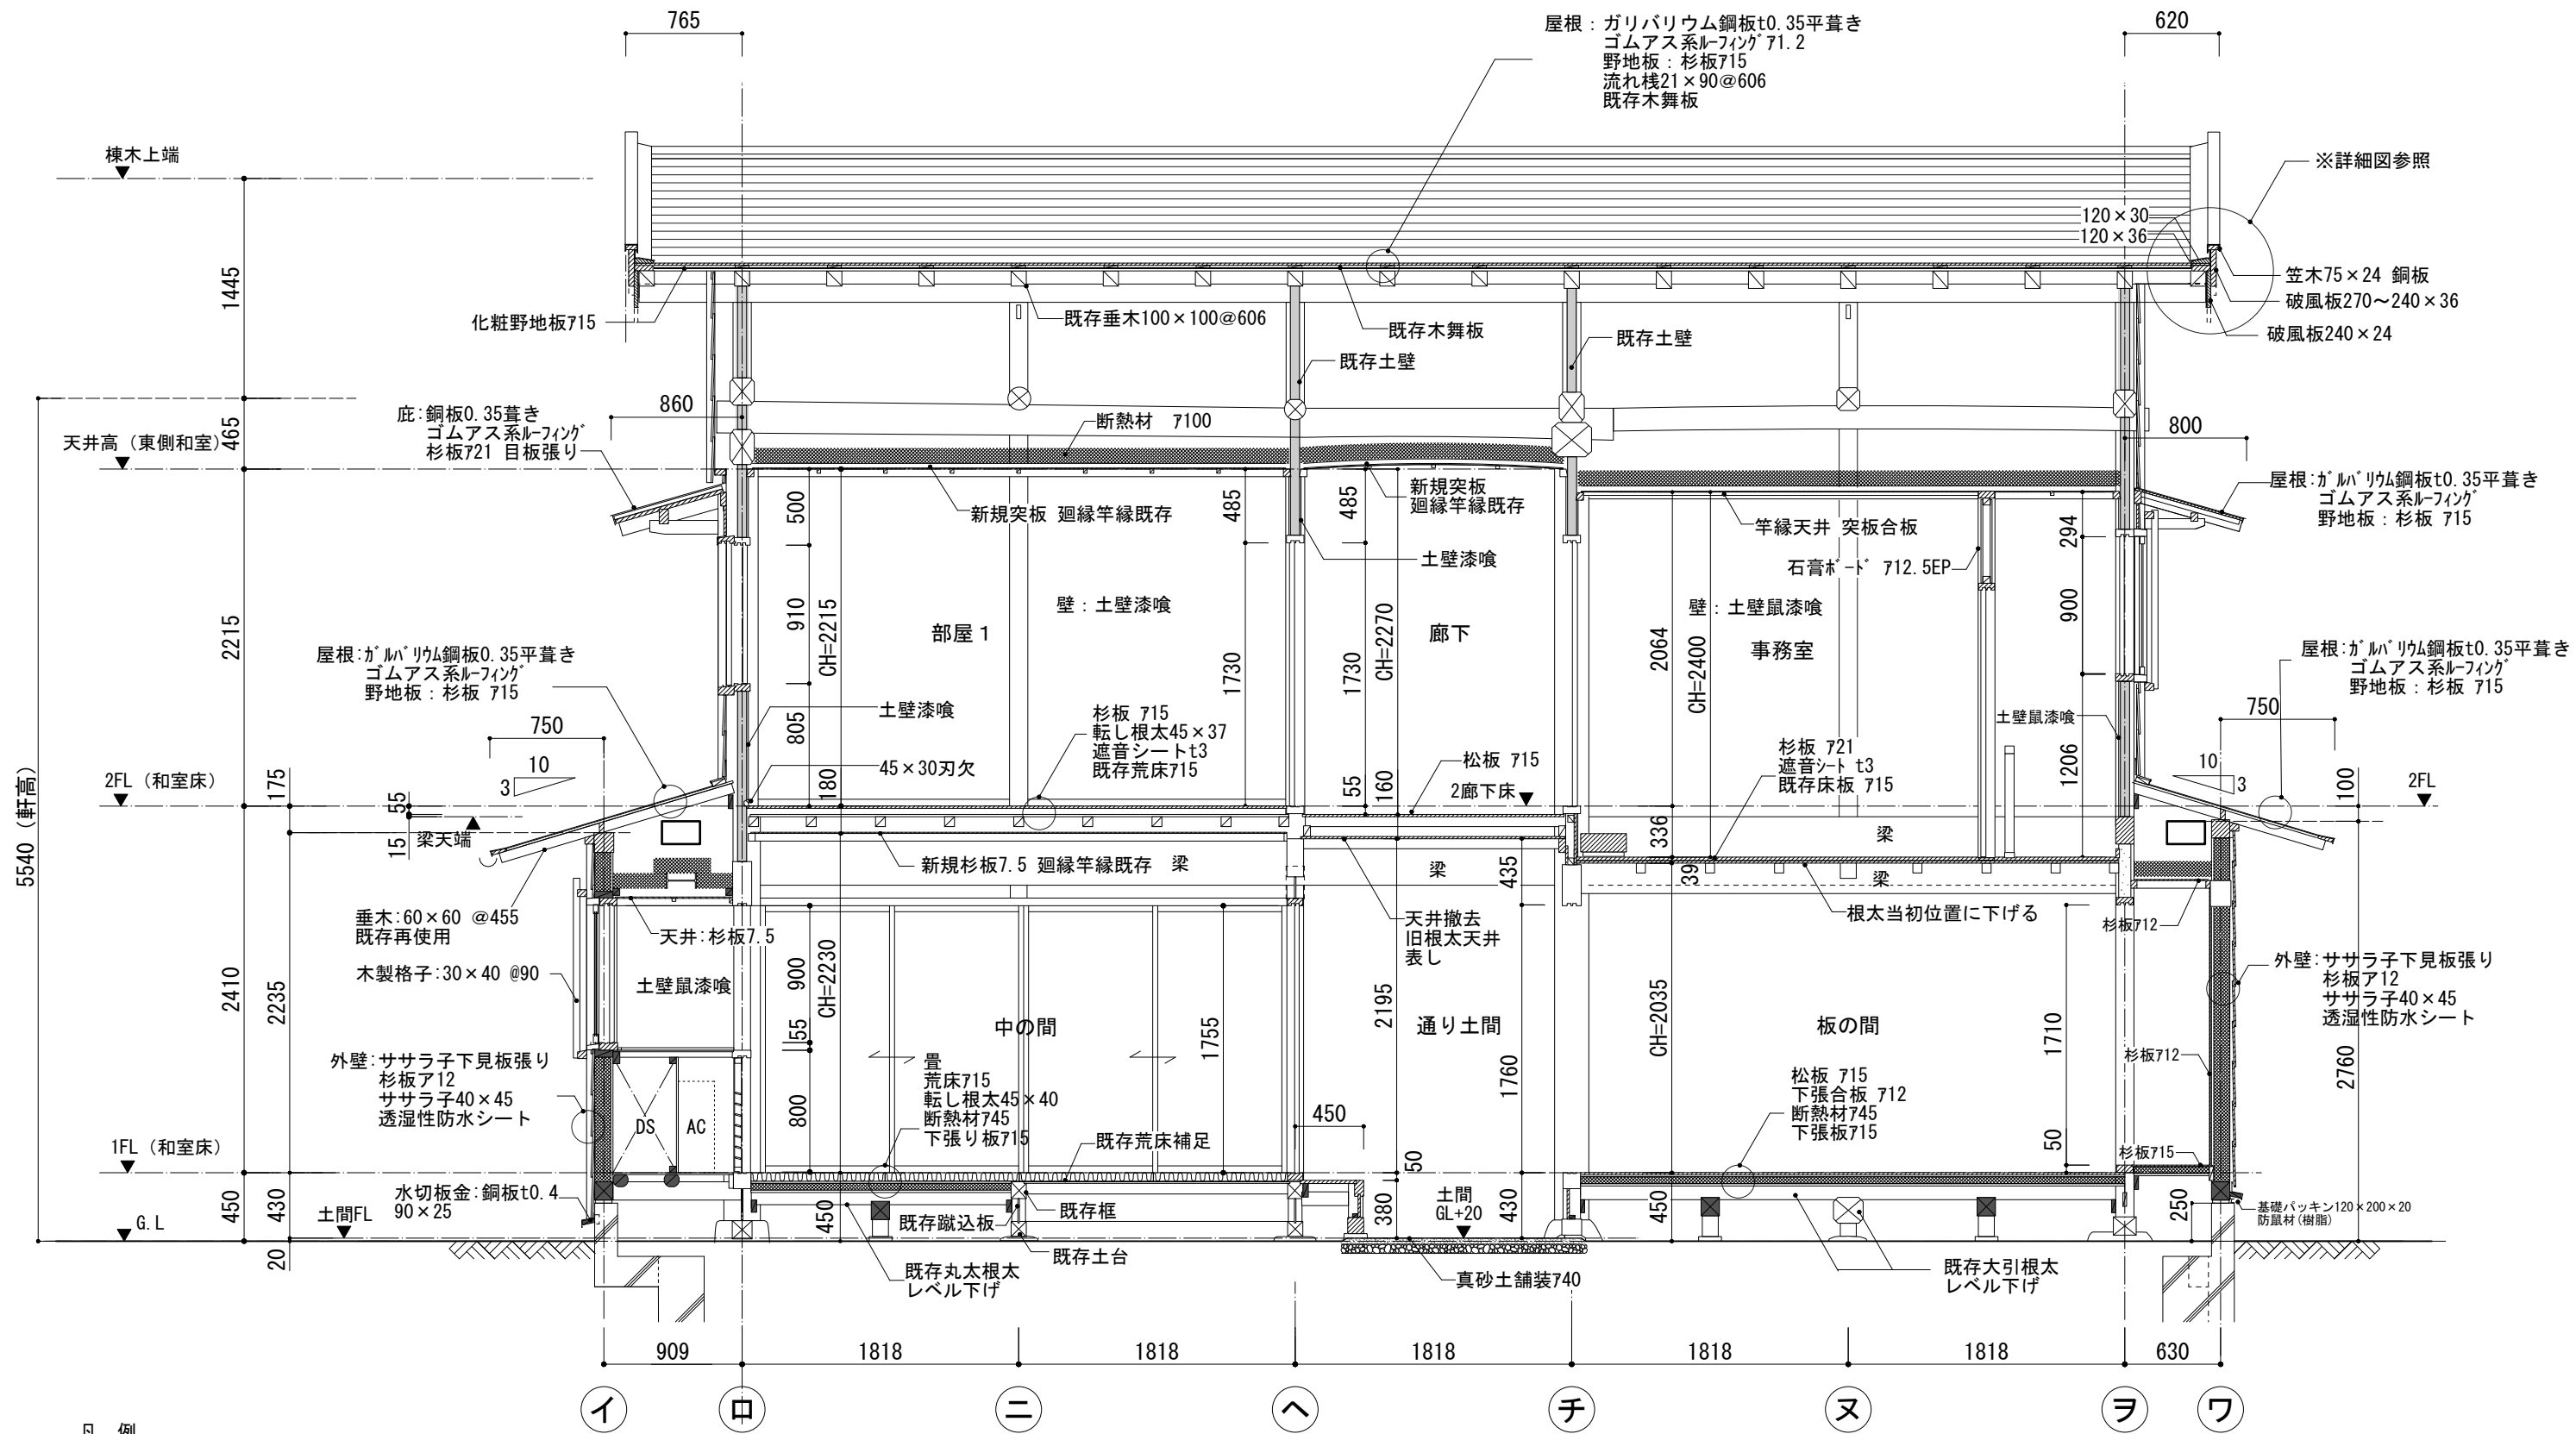 765
620
屋根：ガリバリウム鋼板t0.35平葺き
ゴムアス系ﾙｰﾌｨﾝｸﾞｱ1.2
野地板：杉板ｱ15
流れ桟21×90@606
既存木舞板
棟木上端
※詳細図参照
120×30
120×36
笠木75×24 銅板
破風板270～240×36
破風板240×24
化粧野地板ｱ15
既存垂木100×100@606
既存木舞板
既存土壁
既存土壁
1445
465
2215
2410
450
5540（軒高）
860
庇:銅板0.35葺き
ゴムアス系ﾙｰﾌｨﾝｸﾞ
杉板ｱ21 目板張り
断熱材　ｱ100
800
天井高（東側和室）
新規突板 廻縁竿縁既存
新規突板
廻縁竿縁既存
屋根:ｶﾞﾙﾊﾞﾘｳﾑ鋼板t0.35平葺き
ゴムアス系ﾙｰﾌｨﾝｸﾞ
野地板：杉板 ｱ15
竿縁天井 突板合板
土壁漆喰
石膏ﾎﾞｰﾄﾞ ｱ12.5EP
500
910
805
CH=2215
180
485
1730
485
1730
55
CH=2270
160
2064
336
CH=2400
39
294
900
1206
壁：土壁漆喰
部屋１
廊下
壁：土壁鼠漆喰
事務室
屋根:ｶﾞﾙﾊﾞﾘｳﾑ鋼板0.35平葺き
ゴムアス系ﾙｰﾌｨﾝｸﾞ
野地板：杉板 ｱ15
屋根:ｶﾞﾙﾊﾞﾘｳﾑ鋼板t0.35平葺き
ゴムアス系ﾙｰﾌｨﾝｸﾞ
野地板：杉板 ｱ15
750
750
土壁漆喰
45×30刃欠
杉板 ｱ15
転し根太45×37
遮音シートt3
既存荒床ｱ15
松板 ｱ15
2廊下床
杉板 ｱ21
遮音ｼｰﾄ t3
既存床板 ｱ15
土壁鼠漆喰
10
3
10
3
2FL（和室床）
2FL
175
55
15
梁天端
100
2760
新規杉板7.5 廻縁竿縁既存
梁
梁
梁
梁
435
根太当初位置に下げる
天井撤去
旧根太天井
表し
垂木:60×60 @455
既存再使用
木製格子:30×40 @90
天井:杉板7.5
土壁鼠漆喰
杉板ｱ12
外壁:ササラ子下見板張り
杉板ア12
ササラ子40×45
透湿性防水シート
2235
430
20
900
55
800
CH=2230
450
1755
中の間
通り土間
板の間
2195
50
380
1760
430
CH=2035
450
1710
50
外壁:ササラ子下見板張り
杉板ア12
ササラ子40×45
透湿性防水シート
DS
AC
畳
荒床ｱ15
転し根太45×40
断熱材ｱ45
下張り板ｱ15
既存荒床補足
450
松板 ｱ15
下張合板 ｱ12
断熱材ｱ45
下張板ｱ15
杉板ｱ12
杉板ｱ15
1FL（和室床）
水切板金:銅板t0.4
90×25
土間FL
G.L
既存蹴込板
既存框
既存土台
既存丸太根太
レベル下げ
土間
GL+20
真砂土舗装ｱ40
既存大引根太
レベル下げ
250
基礎パッキン120×200×20
防鼠材(樹脂)
909
1818
1818
1818
1818
1818
630
イ
ロ
ニ
ヘ
チ
ヌ
ヲ
ワ
凡　例